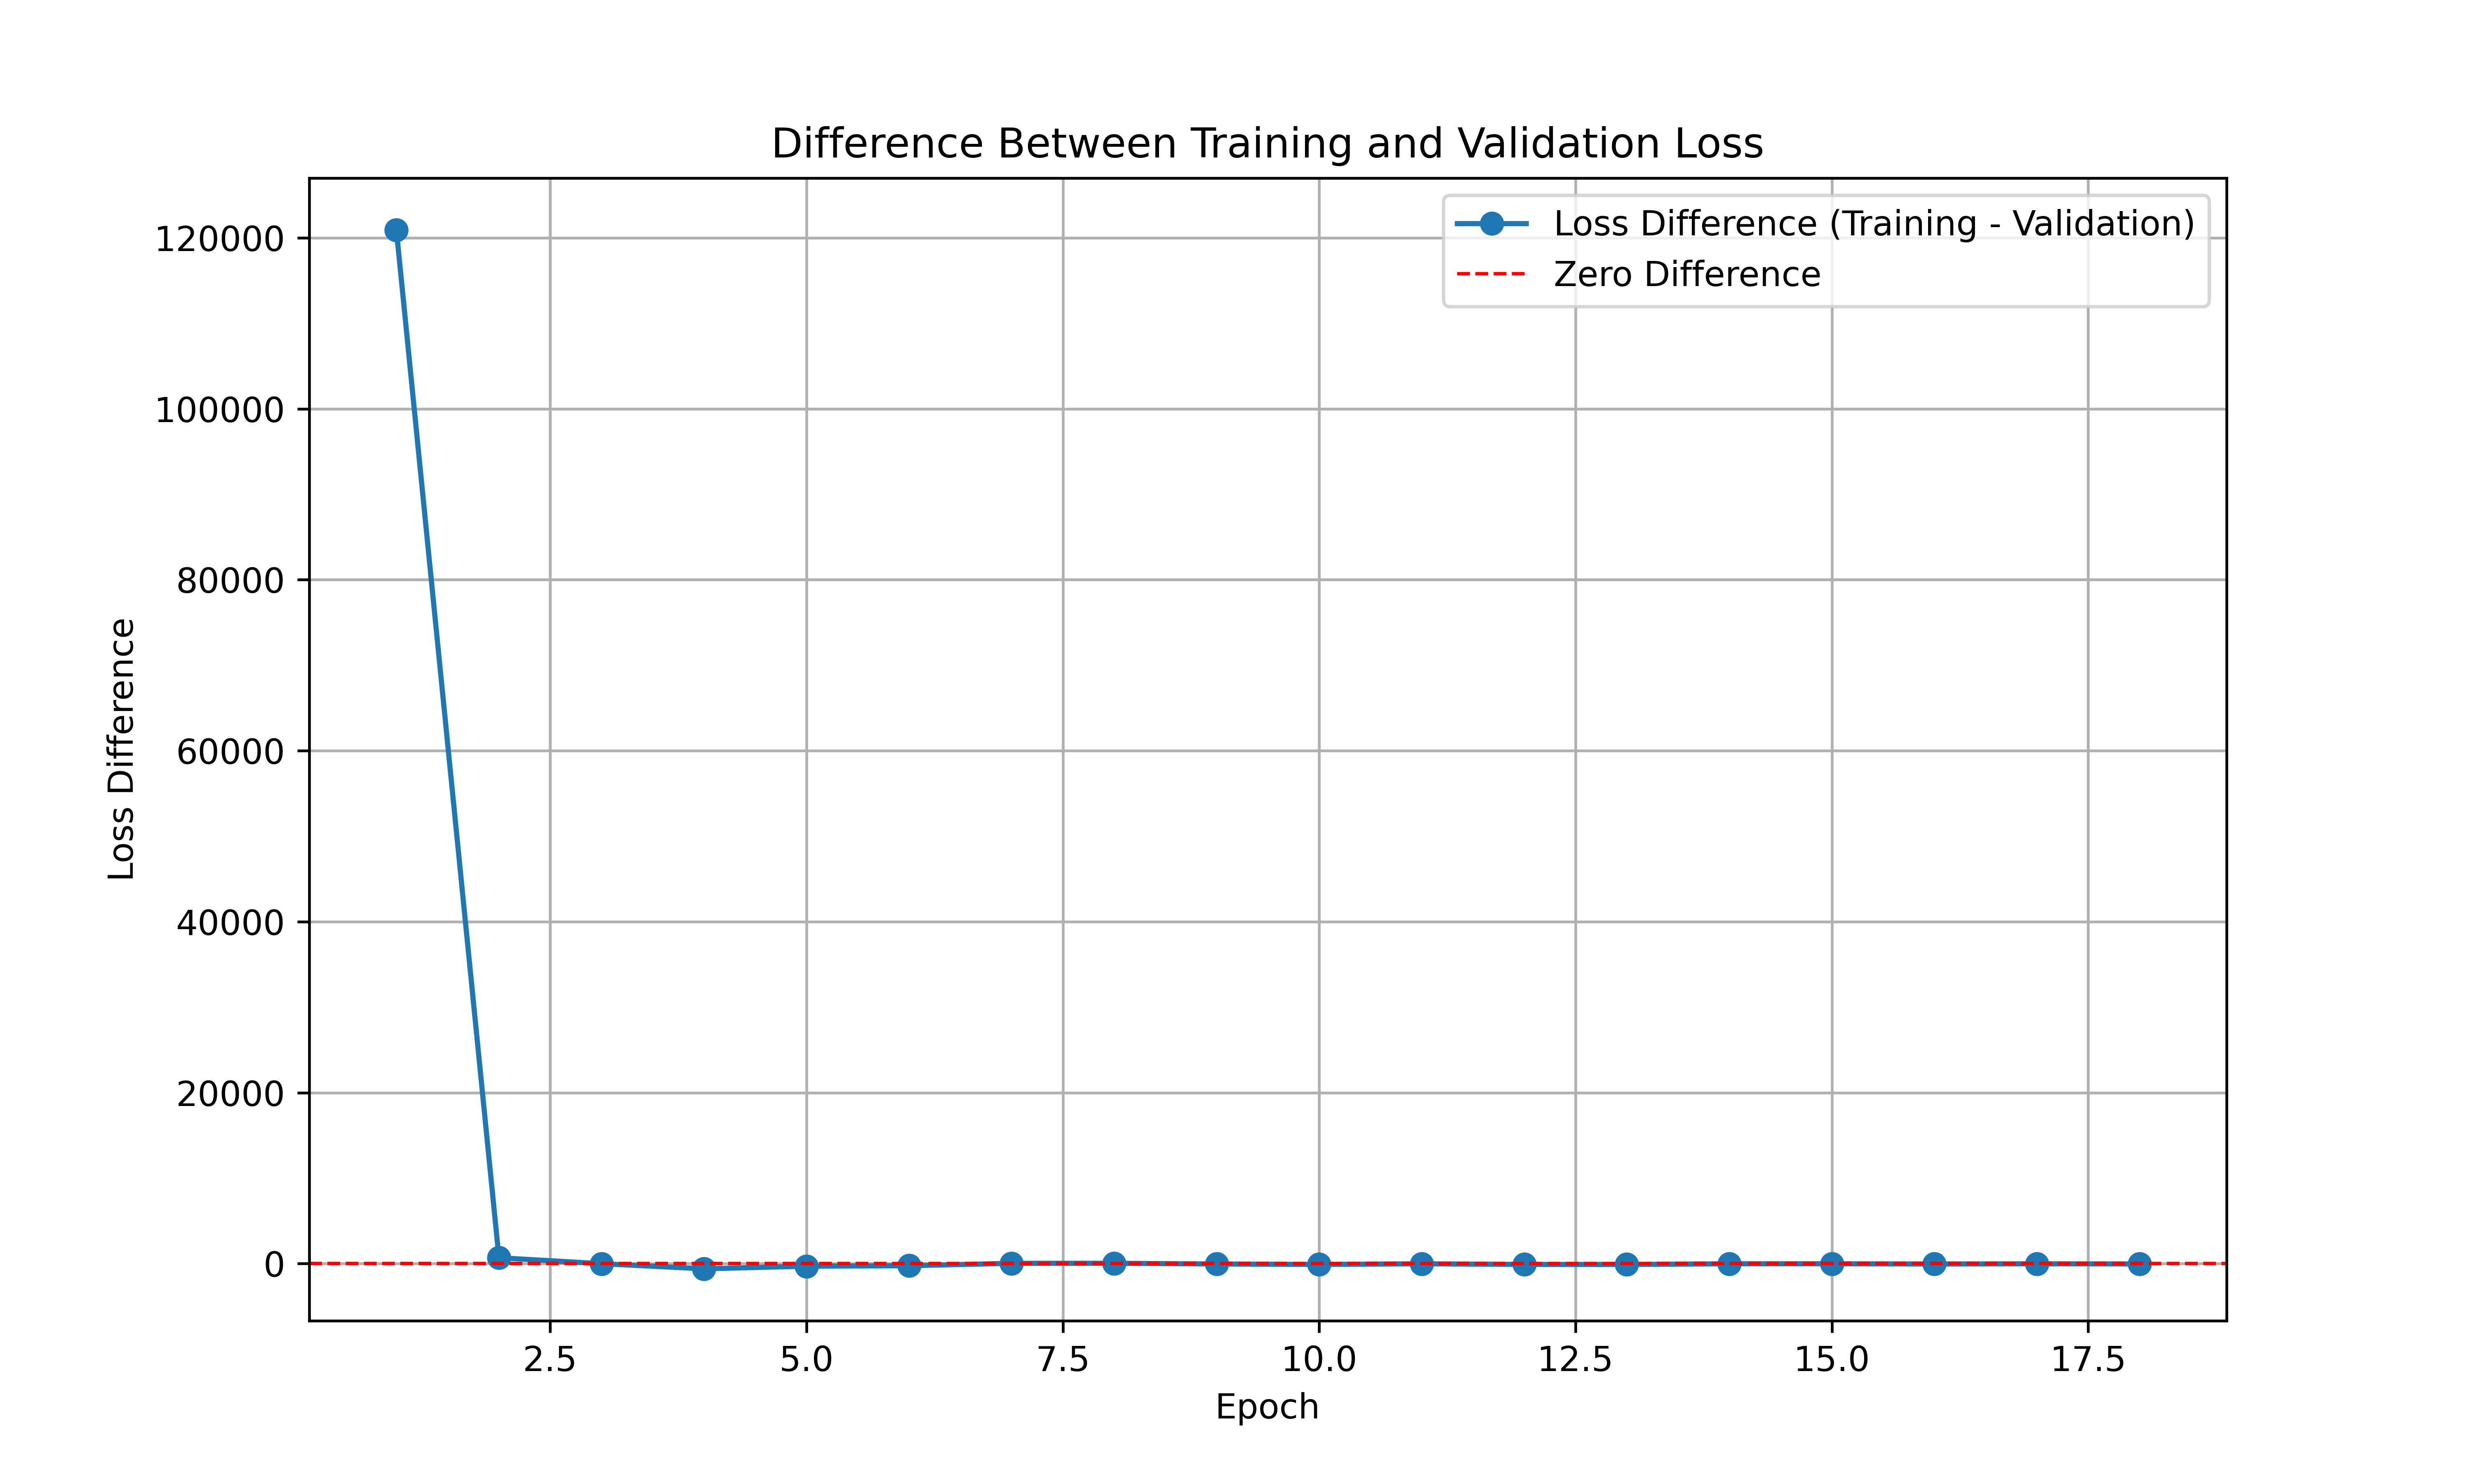 Difference Between Training and Validation Loss
Loss Difference (Training - Validation)
Zero Difference
120000
100000
80000
60000
40000
20000
0
Loss Difference
2.5 5.0 7.5 10.0 12.5 15.0 17.5
Epoch